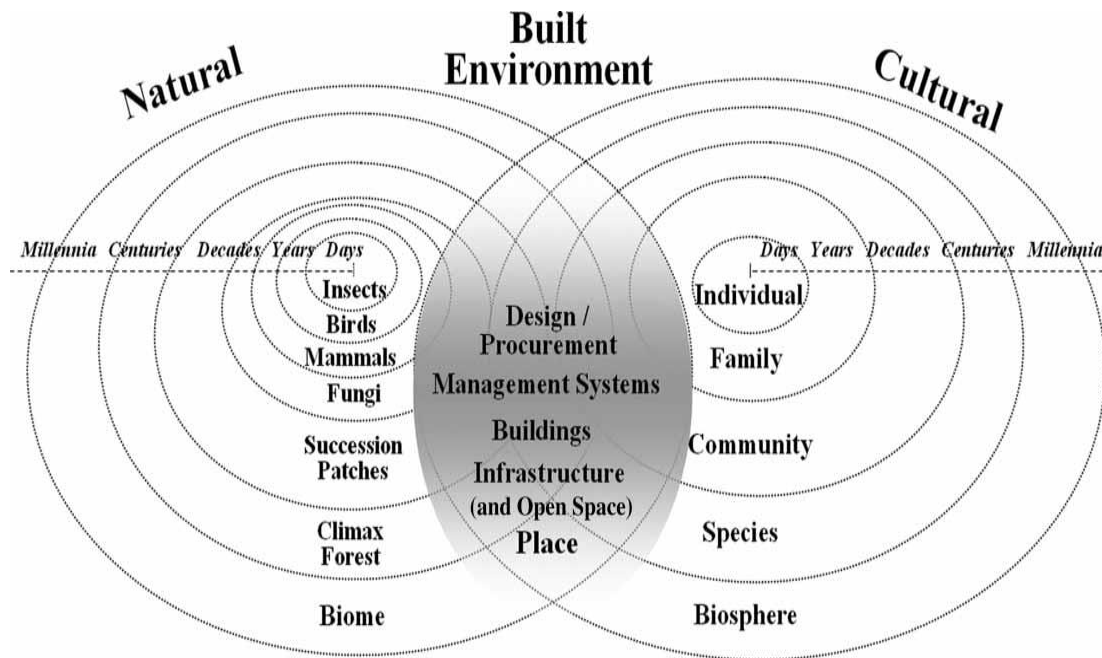 Natural
Built
Environment
Cultural
Millennia Centuries Decades Years Days
Days Years Decades Centuries Millennia
Insects
Birds
Mammals
Fungi
Succession
Patches
Climax
Forest
Biome
Design /
Procurement
Management Systems
Buildings
Infrastructure
(and Open Space)
Place
Individual
Family
Community
Species
Biosphere